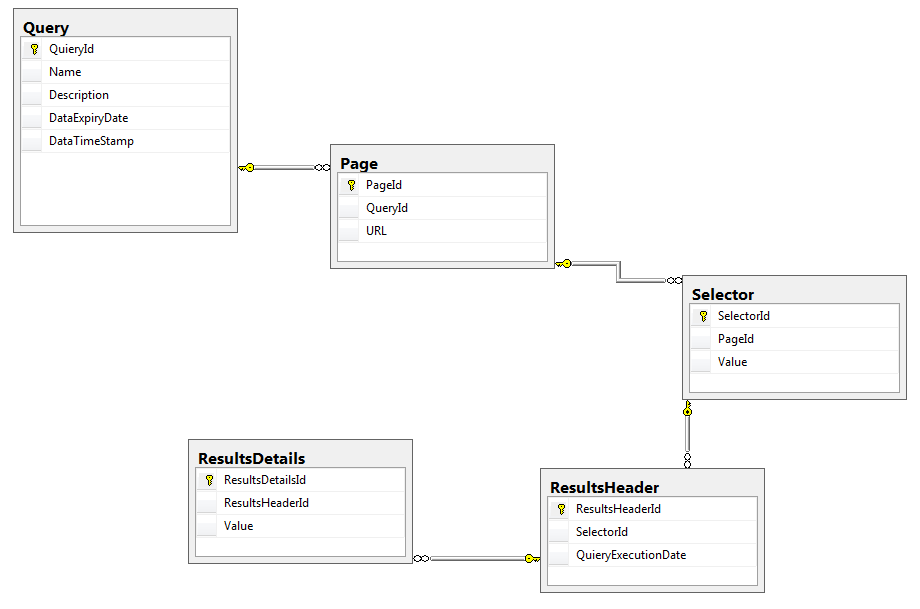 Query
QuieryId
Name
Description
DataExpiryDate
DataTimeStamp
Page
PageId
QueryId
URL
Selector
SelectorId
PageId
Value
ResultsDetails
ResultsDetailsId
ResultsHeaderId
Value
ResultsHeader
ResultsHeaderId
SelectorId
QuieryExecutionDate